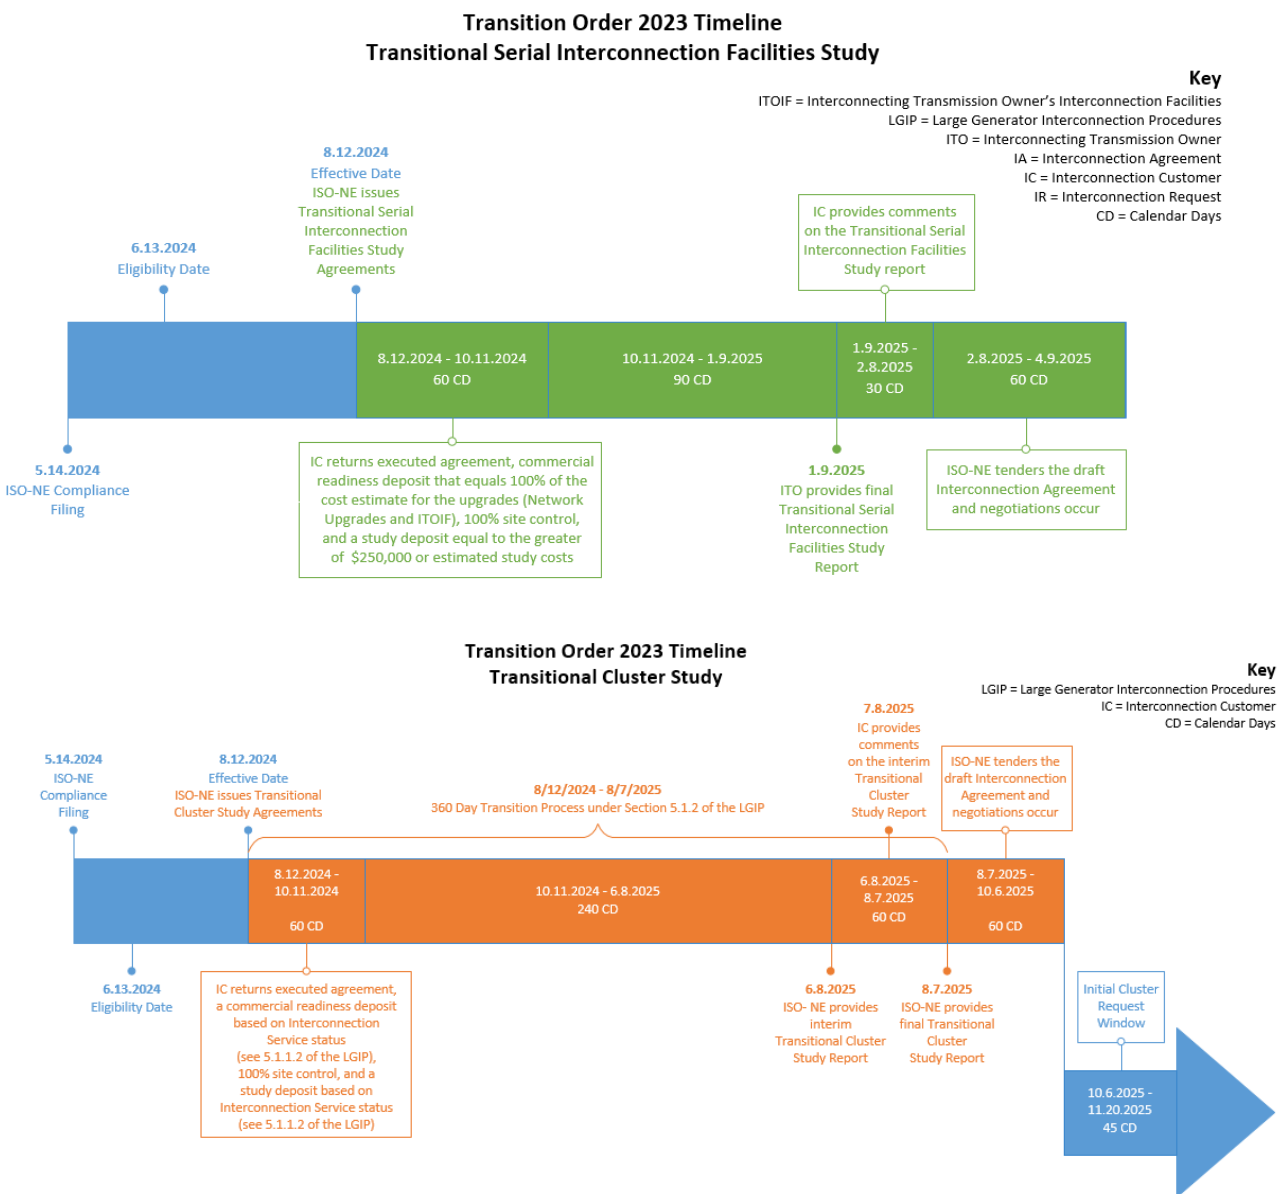 Transition Order 2023 Timeline
Transitional Serial Interconnection Facilities Study
Key
ITOIF = Interconnecting Transmission Owner's Interconnection Facilities
LGIP = Large Generator Interconnection Procedures
ITO = Interconnecting Transmission Owner
IA = Interconnection Agreement
IC = Interconnection Customer
IR = Interconnection Request
CD = Calendar Days
6.13.2024
Eligibility Date
8.12.2024
Effective Date
ISO-NE issues
Transitional Serial
Interconnection
Facilities Study
Agreements
IC provides comments
on the Transitional Serial
Interconnection Facilities
Study report
8.12.2024 - 10.11.2024
60 CD
10.11.2024 - 1.9.2025
90 CD
1.9.2025 -
2.8.2025
30 CD
2.8.2025 - 4.9.2025
60 CD
5.14.2024
ISO-NE Compliance
Filing
IC returns executed agreement, commercial
readiness deposit that equals 100% of the
cost estimate for the upgrades (Network
Upgrades and ITOIF), 100% site control,
and a study deposit equal to the greater
of $250,000 or estimated study costs
1.9.2025
ITO provides final
Transitional Serial
Interconnection
Facilities Study
Report
ISO-NE tenders the draft
Interconnection Agreement
and negotiations occur
Transition Order 2023 Timeline
Transitional Cluster Study
Key
LGIP = Large Generator Interconnection Procedures
IC = Interconnection Customer
CD = Calendar Days
5.14.2024
ISO-NE
Compliance
Filing
8.12.2024
Effective Date
ISO-NE issues Transitional
Cluster Study Agreements
8/12/2024 - 8/7/2025
360 Day Transition Process under Section 5.1.2 of the LGIP
7.8.2025
IC provides
comments
on the interim
Transitional
Cluster
Study Report
ISO-NE tenders the
draft Interconnection
Agreement and
negotiations occur
8.12.2024 -
10.11.2024
60 CD
10.11.2024 - 6.8.2025
240 CD
6.8.2025 -
8.7.2025
60 CD
8.7.2025 -
10.6.2025
60 CD
6.13.2024
Eligibility Date
IC returns executed agreement,
a commercial readiness deposit
based on Interconnection
Service status
(see 5.1.1.2 of the LGIP),
100% site control, and a
study deposit based on
Interconnection Service status
(see 5.1.1.2 of the LGIP)
6.8.2025
ISO- NE provides
interim
Transitional Cluster
Study Report
8.7.2025
ISO-NE provides
final Transitional
Cluster
Study Report
Initial Cluster
Request
Window
10.6.2025 -
11.20.2025
45 CD